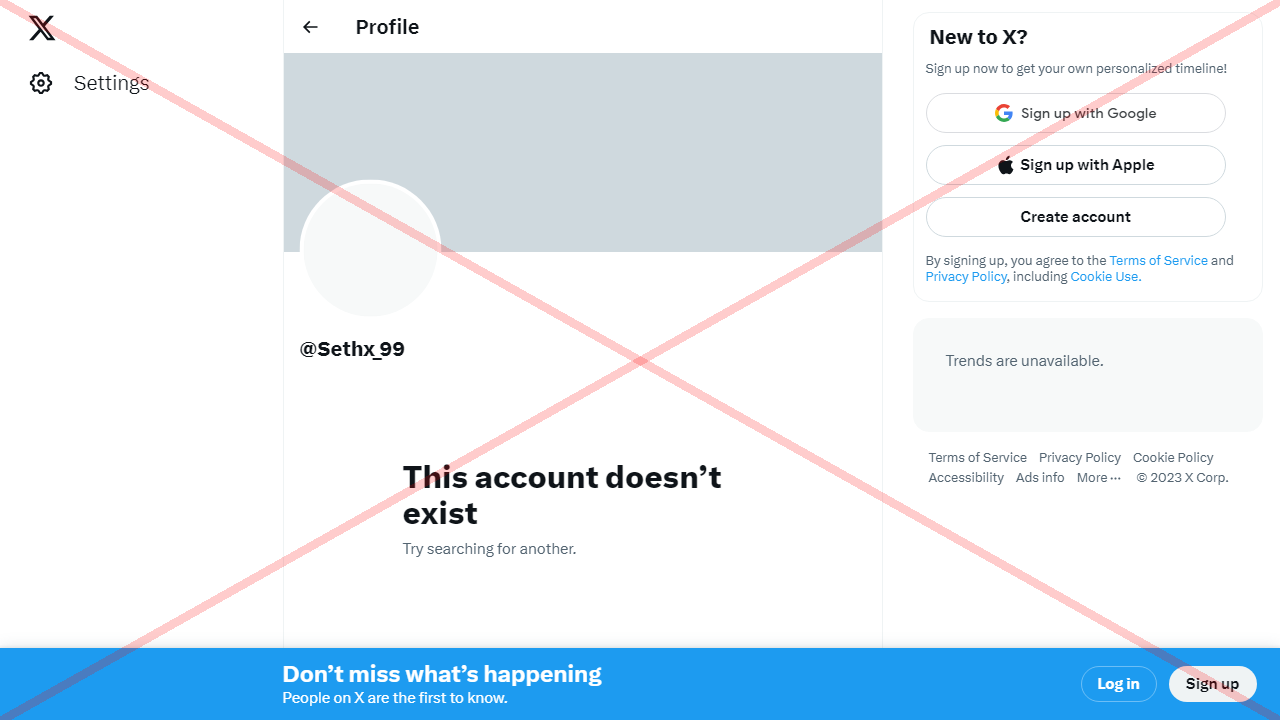 Settings
Profile
@Sethx_99
This account doesn’t
exist
Try searching for another.
New to X?
Sign up now to get your own personalized timeline!
Sign up with Google
Sign up with Apple
Create account
By signing up, you agree to the Terms of Service and
Privacy Policy, including Cookie Use.
Trends are unavailable.
Terms of Service Privacy Policy Cookie Policy
Accessibility Ads info More ··· © 2023 X Corp.
Don’t miss what’s happening
People on X are the first to know.
Log in
Sign up